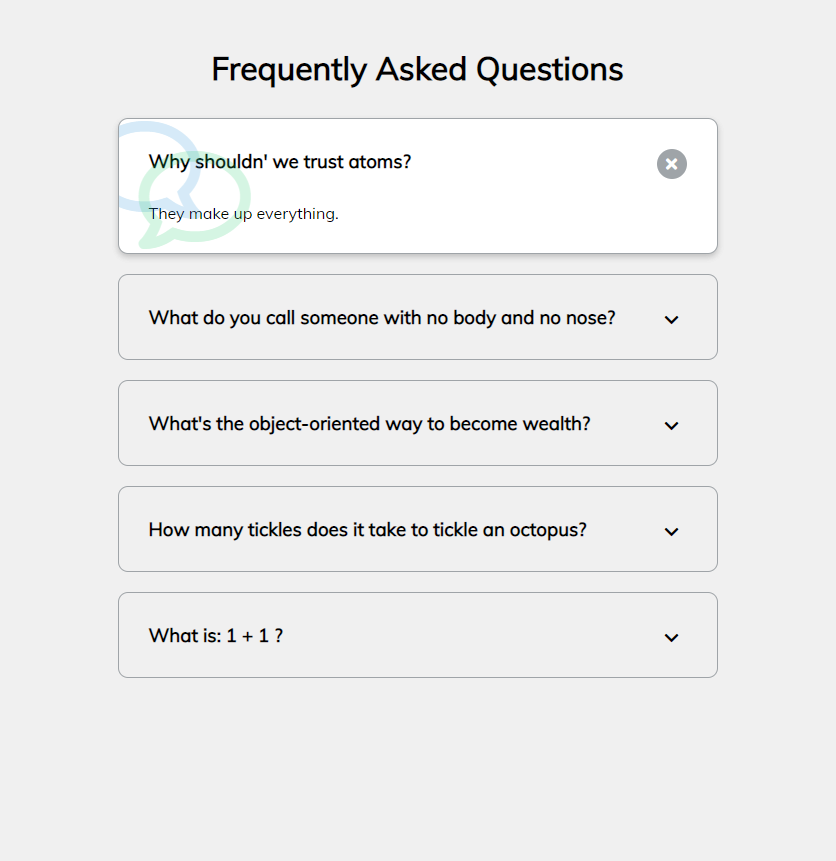 Frequently Asked Questions
Why shouldn' we trust atoms?
They make up everything.
What do you call someone with no body and no nose?
What's the object-oriented way to become wealth?
How many tickles does it take to tickle an octopus?
What is: 1 + 1 ?